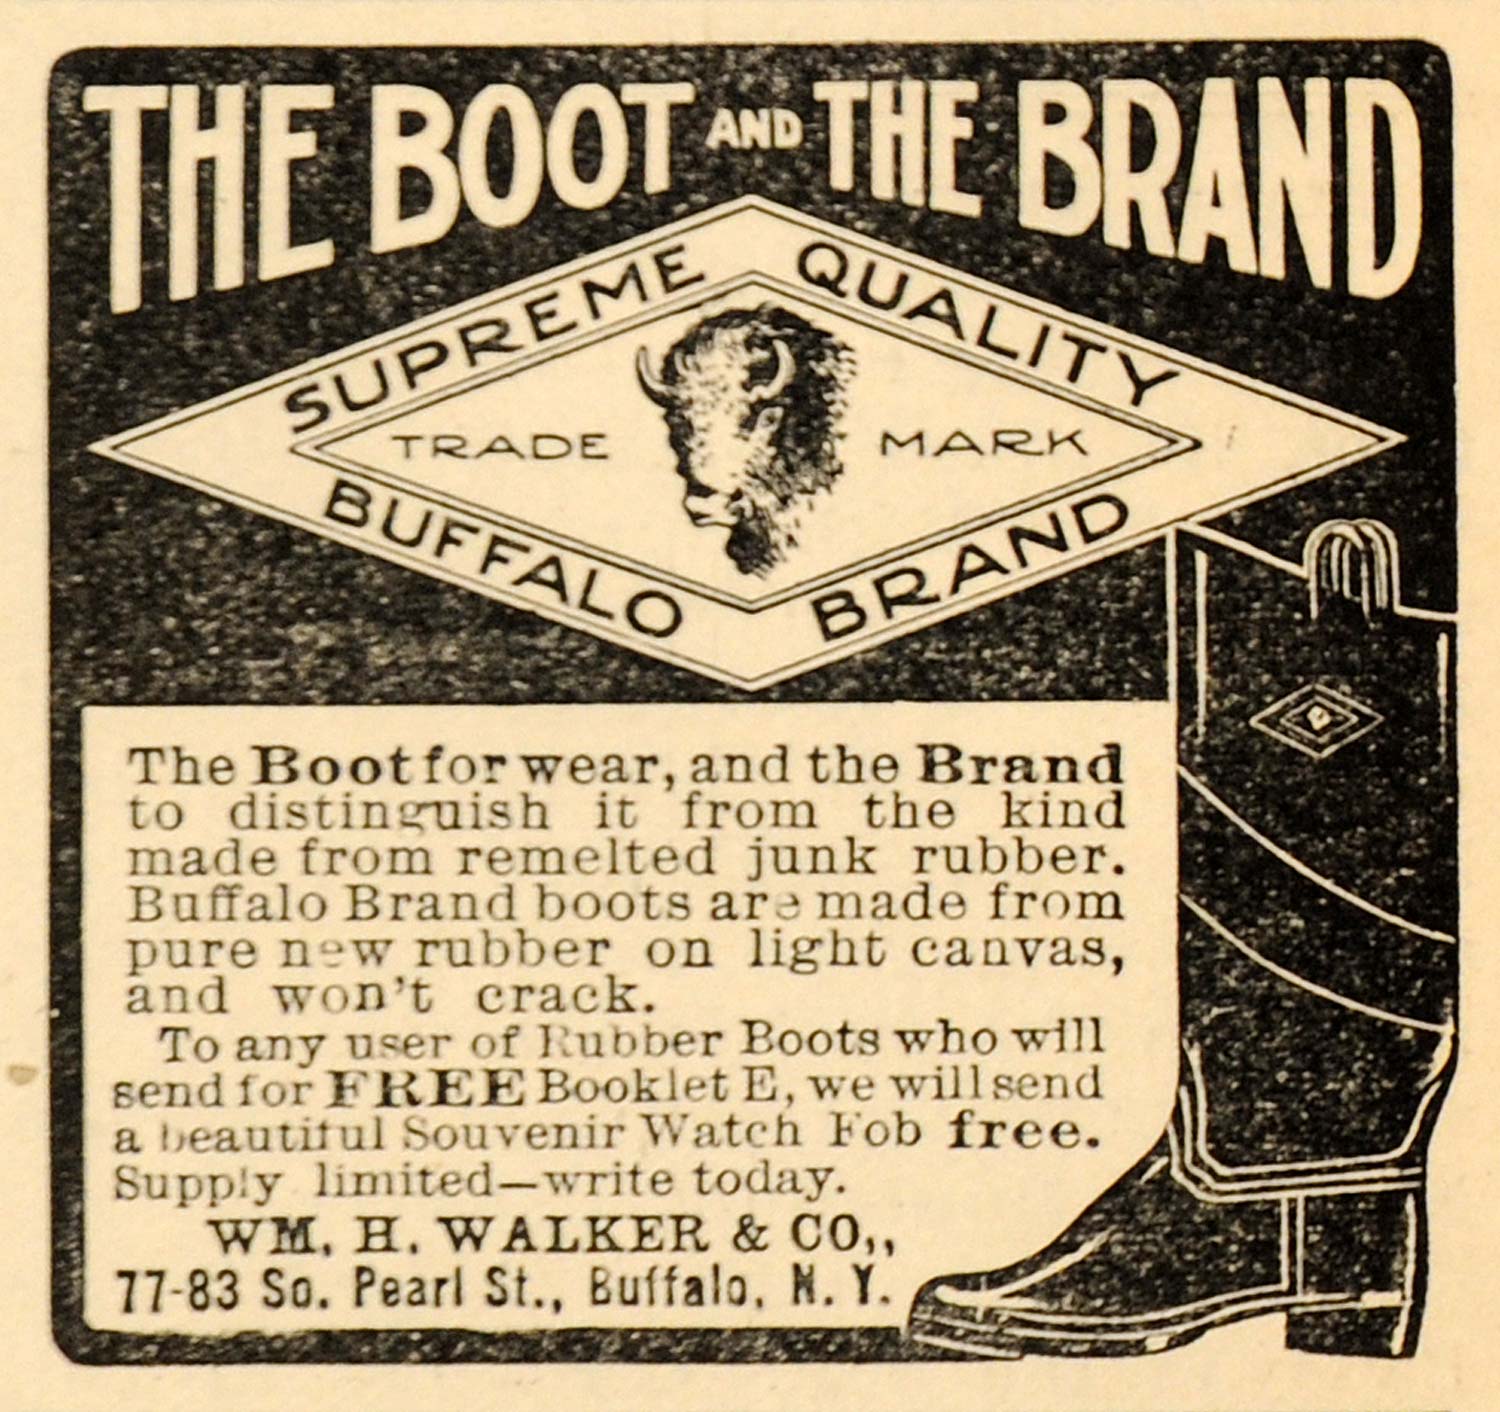 THE BOOT AND THE BRAND
SUPREME QUALITY
TRADE MARK
BUFFALO BRAND
The Boot for wear, and the Brand
to distinguish it from the kind
made from remelted junk rubber.
Buffalo Brand boots are made from
pure new rubber on light canvas,
and won't crack.
To any user of Rubber Boots who will
send for FREE Booklet E, we will send
a beautiful Souvenir Watch Fob free.
Supply limited—write today.
WM. H. WALKER & CO.,
77-83 So. Pearl St., Buffalo, N. Y.